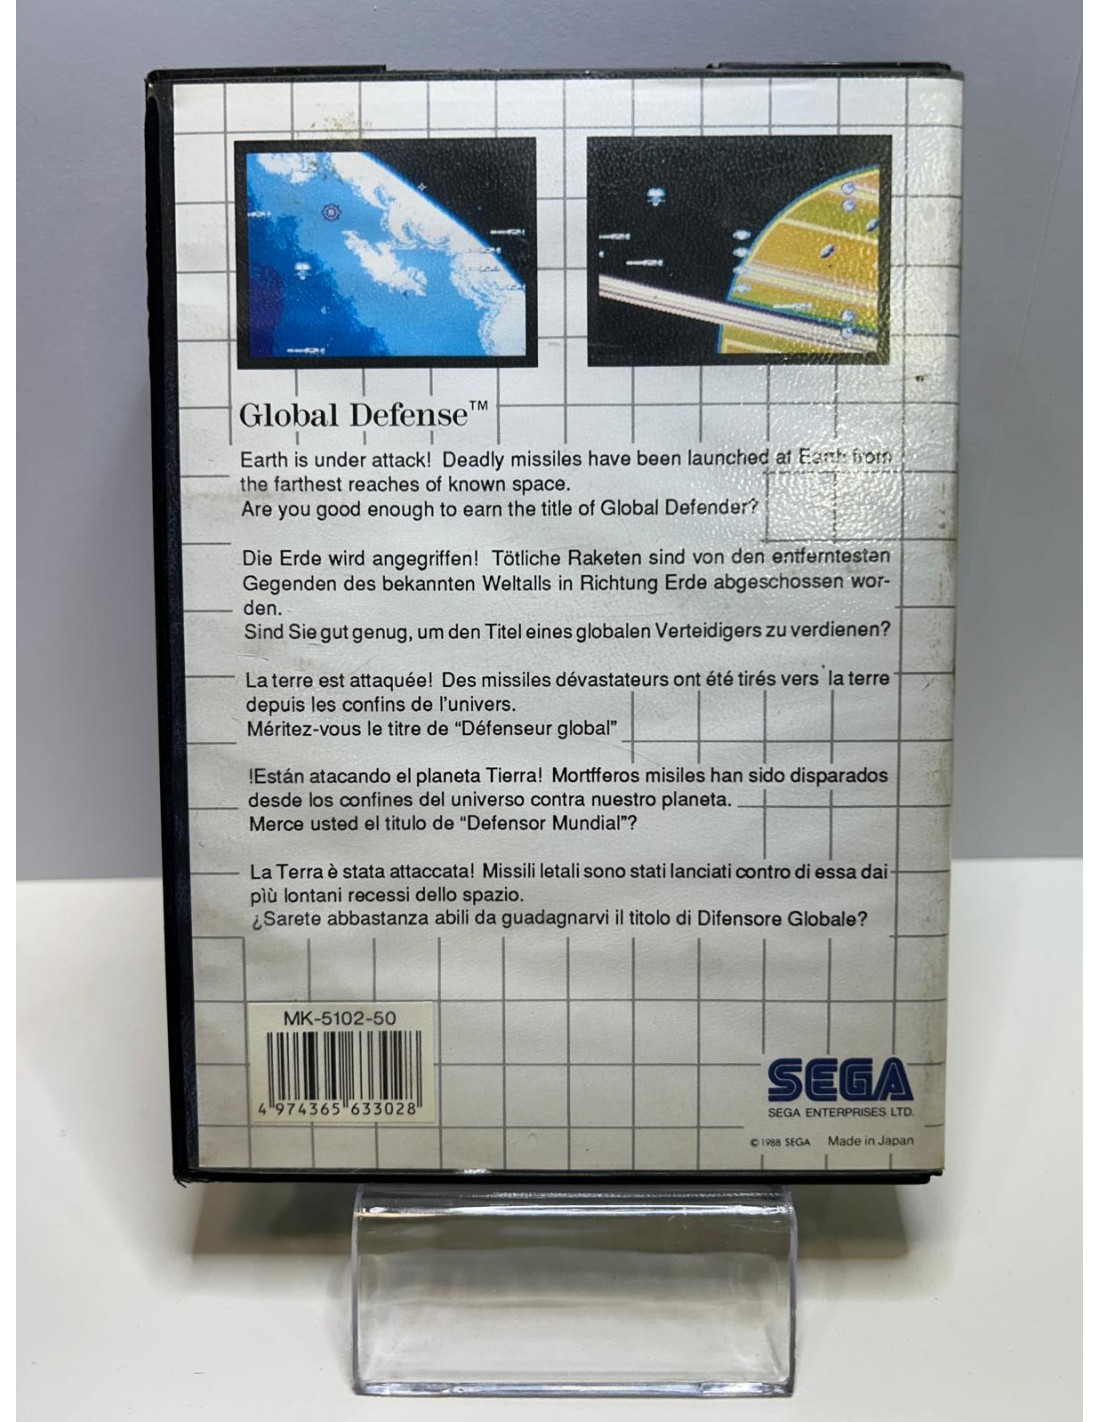 Global Defense™
Earth is under attack! Deadly missiles have been launched at Earth from
the farthest reaches of known space.
Are you good enough to earn the title of Global Defender?
Die Erde wird angegriffen! Tötliche Raketen sind von den entferntesten
Gegenden des bekannten Weltalls in Richtung Erde abgeschossen wor-
den.
Sind Sie gut genug, um den Titel eines globalen Verteidigers zu verdienen?
La terre est attaquée! Des missiles dévastateurs ont été tirés vers la terre
depuis les confins de l'univers.
Méritez-vous le titre de “Défenseur global”
!Están atacando el planeta Tierra! Mortfferos misiles han sido disparados
desde los confines del universo contra nuestro planeta.
Merce usted el titulo de “Defensor Mundial”?
La Terra è stata attaccata! Missili letali sono stati lanciati contro di essa dai
più lontani recessi dello spazio.
¿Sarete abbastanza abili da guadagnarvi il titolo di Difensore Globale?
MK-5102-50
4 974365 633028
SEGA
SEGA ENTERPRISES LTD.
© 1988 SEGA Made in Japan